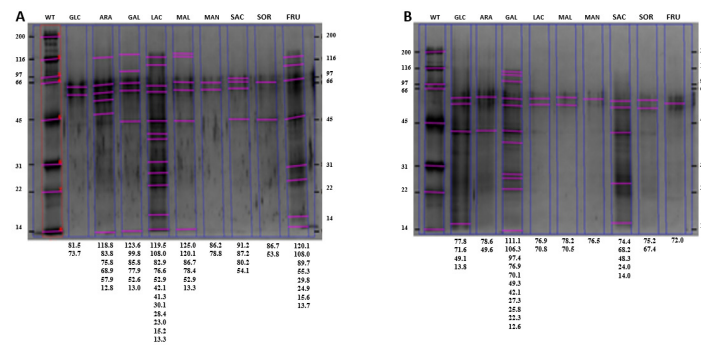 A
WT GLC ARA GAL LAC MAL MAN SAC SOR FRU
200 200
116 116
97 97
66 66
45 45
31 31
22 22
14 14
81.5 118.8 123.6 119.5 125.0 86.2 91.2 86.7 120.1
73.7 83.8 99.8 108.0 120.1 78.8 87.2 53.8 108.0
75.8 85.8 82.9 86.7 80.2 89.7
68.9 77.9 76.6 78.4 54.1 55.3
57.9 52.6 52.9 52.9 29.8
12.8 13.0 42.1 13.3 24.9
41.3 15.6
30.1 13.7
28.4
23.0
15.2
13.3
B
WT GLC ARA GAL LAC MAL MAN SAC SOR FRU
200
116
97
66
45
31
22
14
77.8 78.6 111.1 76.9 78.2 76.5 74.4 75.2 72.0
71.6 49.6 106.3 70.8 70.5 68.2 67.4
49.1 97.4 48.3
13.8 76.9 24.0
70.1 14.0
49.3
42.1
27.3
25.8
22.3
12.6